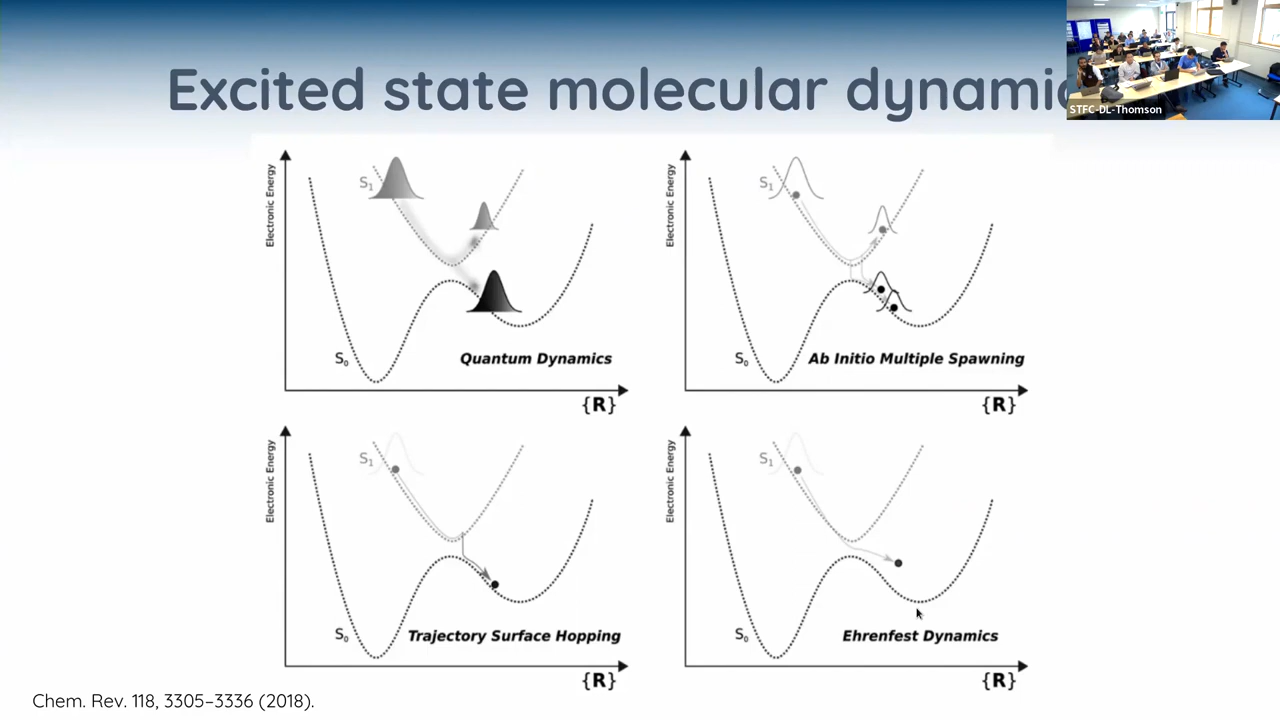 Excited state molecular dynamic
STFC-DL-Thomson
Electronic Energy
S₁
S₀
Quantum Dynamics
{R}
Electronic Energy
S₁
S₀
Ab Initio Multiple Spawning
{R}
Electronic Energy
S₁
S₀
Trajectory Surface Hopping
{R}
Electronic Energy
S₁
S₀
Ehrenfest Dynamics
{R}
Chem. Rev. 118, 3305–3336 (2018).